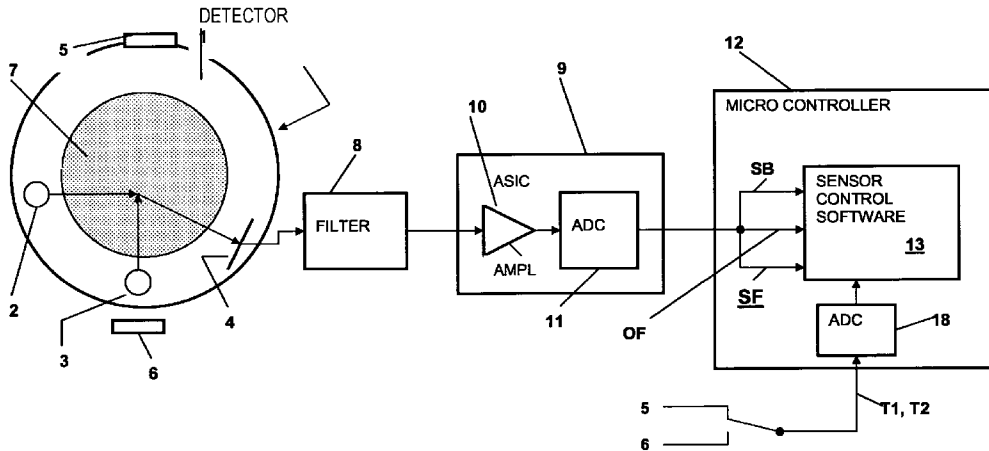 DETECTOR
1
5
7
12
9
MICRO CONTROLLER
10
8
SB
SENSOR
CONTROL
SOFTWARE
ASIC
FILTER
ADC
13
AMPL
SF
2
3
4
6
11
OF
ADC
18
5
T1, T2
6